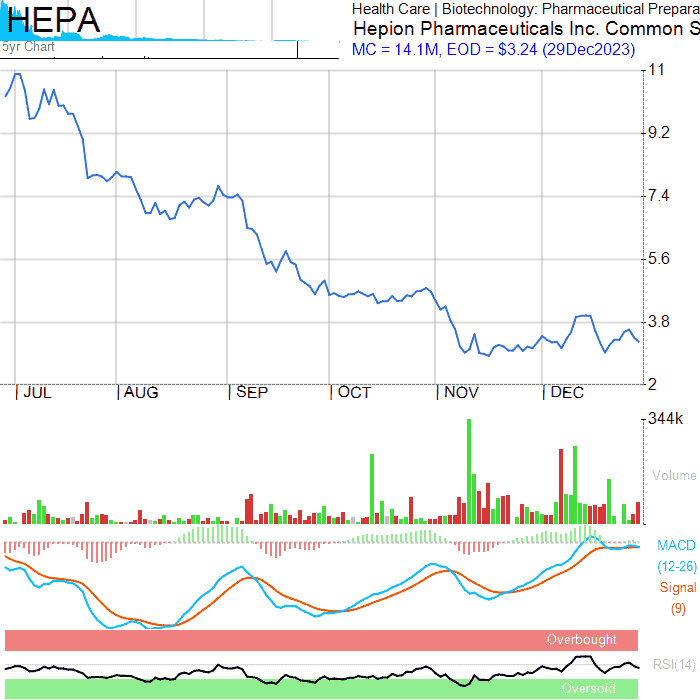 HEPA
5yr Chart
Health Care | Biotechnology: Pharmaceutical Prepara
Hepion Pharmaceuticals Inc. Common S
MC = 14.1M, EOD = $3.24 (29Dec2023)
11
9.2
7.4
5.6
3.8
2
JUL AUG SEP OCT NOV DEC
344k
Volume
MACD
(12-26)
Signal
(9)
Overbought
RSI(14)
Oversold